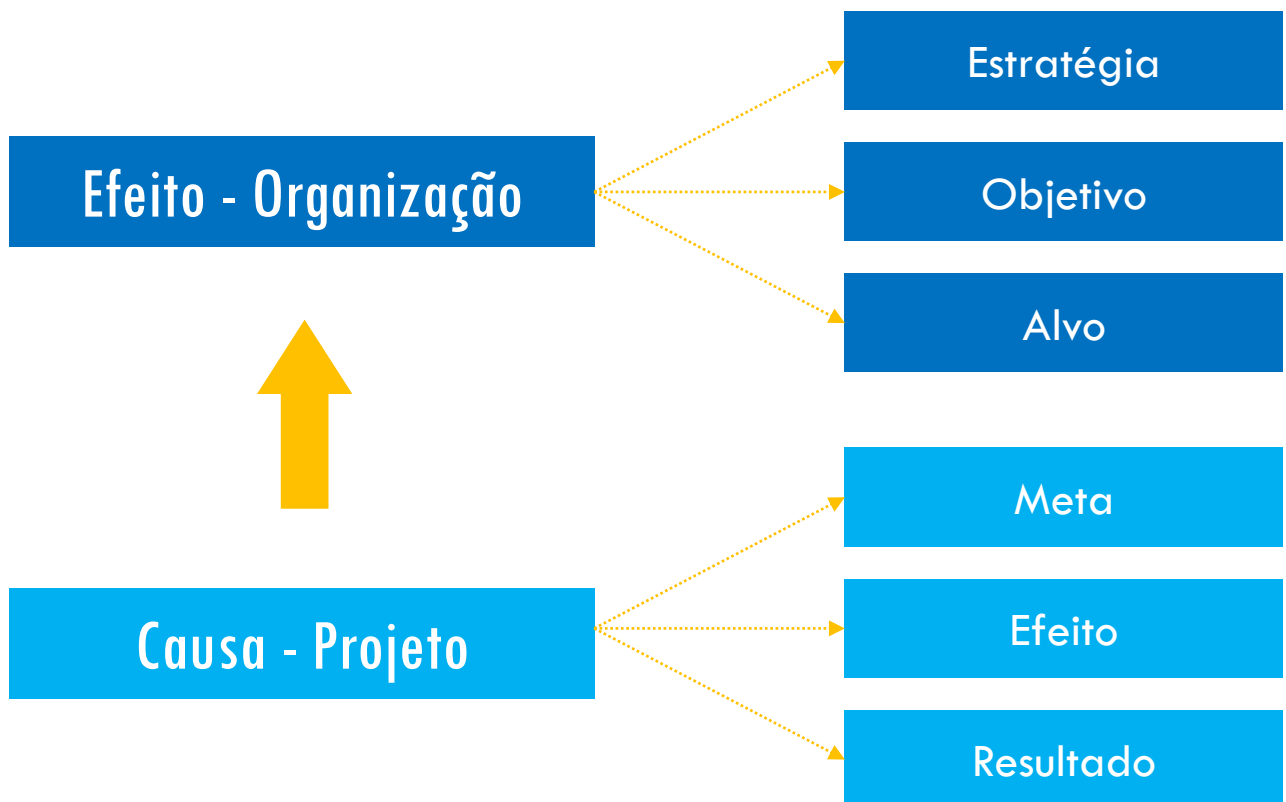 Estratégia
Efeito - Organização
Objetivo
Alvo
Meta
Causa - Projeto
Efeito
Resultado